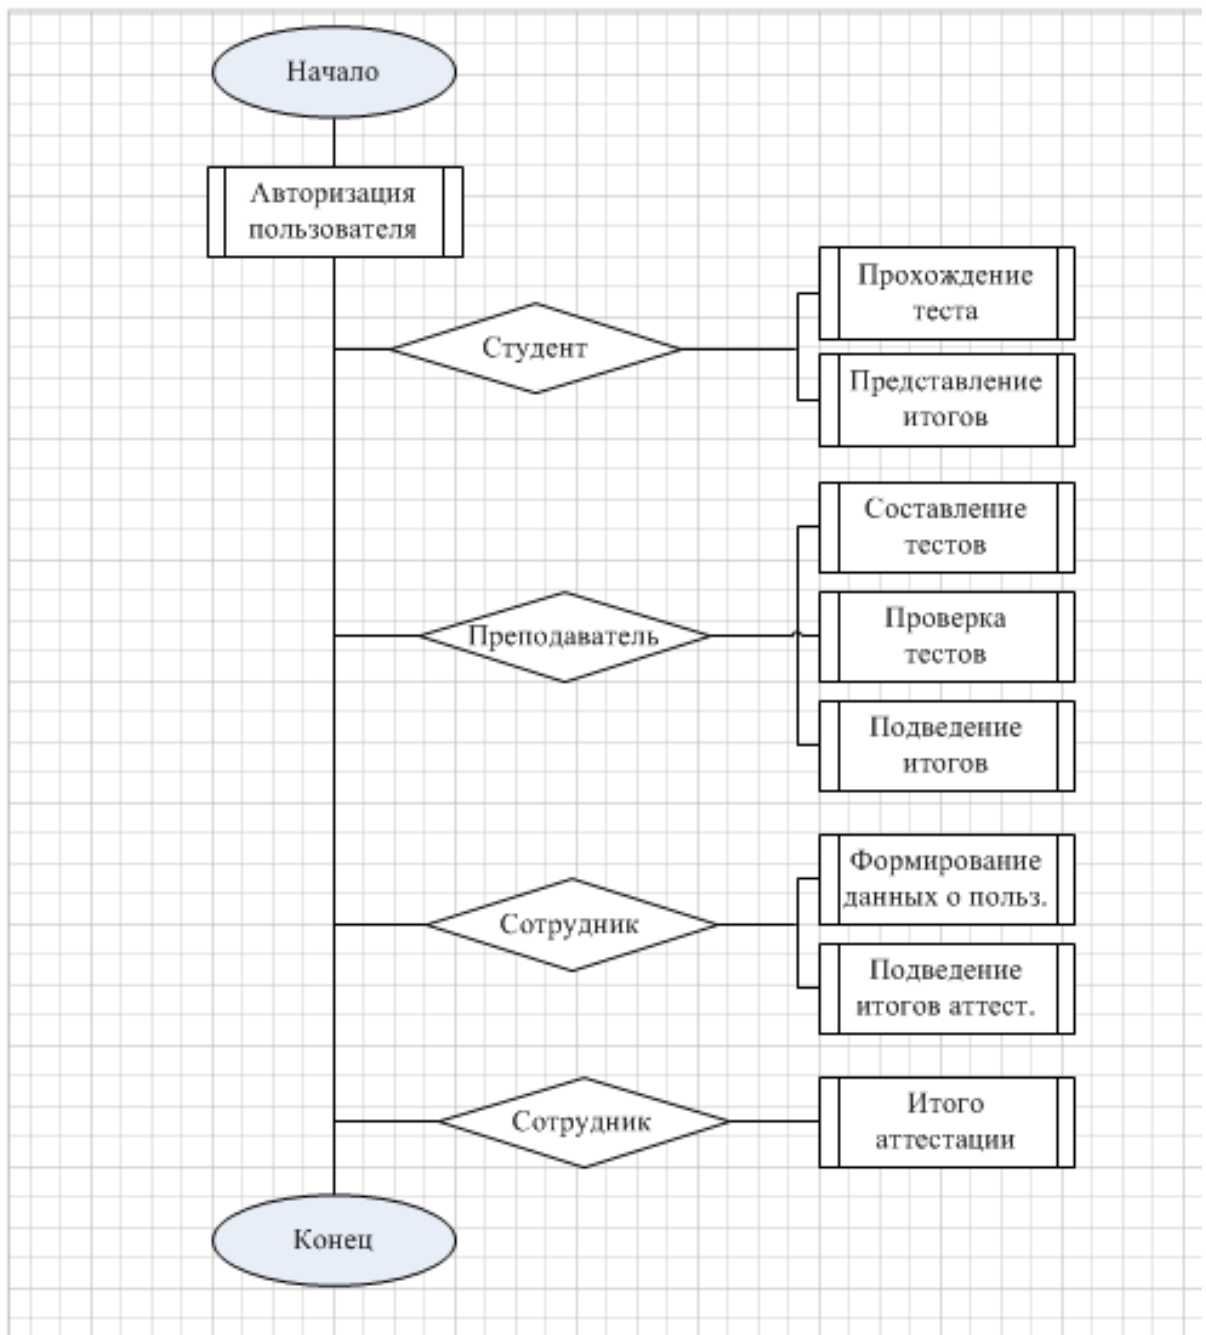 Начало
Авторизация
пользователя
Прохождение
теста
Студент
Представление
итогов
Составление
тестов
Преподаватель
Проверка
тестов
Подведение
итогов
Формирование
данных о польз.
Сотрудник
Подведение
итогов аттест.
Сотрудник
Итого
аттестации
Конец